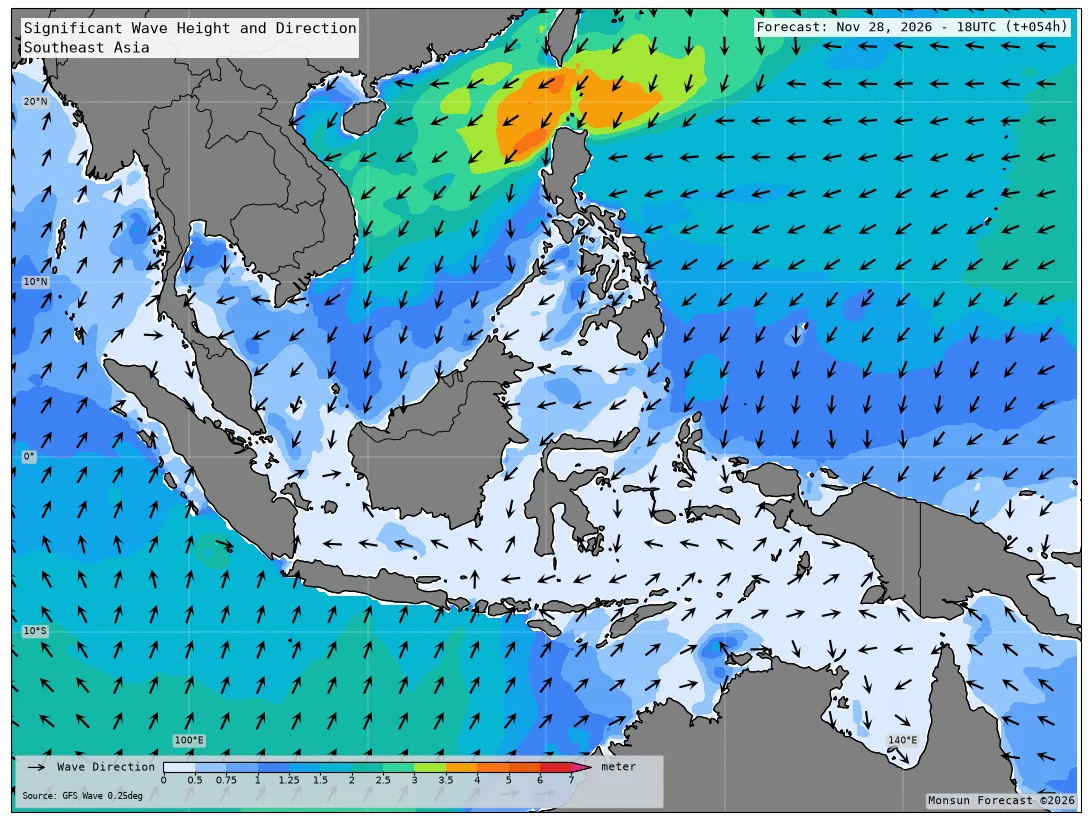 Significant Wave Height and Direction
Southeast Asia
Forecast: Nov 28, 2026 - 18UTC (t+054h)
20°N
10°N
0°
10°S
100°E
140°E
Wave Direction
0 0.5 0.75 1 1.25 1.5 2 2.5 3 3.5 4 5 6 7
meter
Source: GFS Wave 0.25deg
Monsun Forecast ©2026